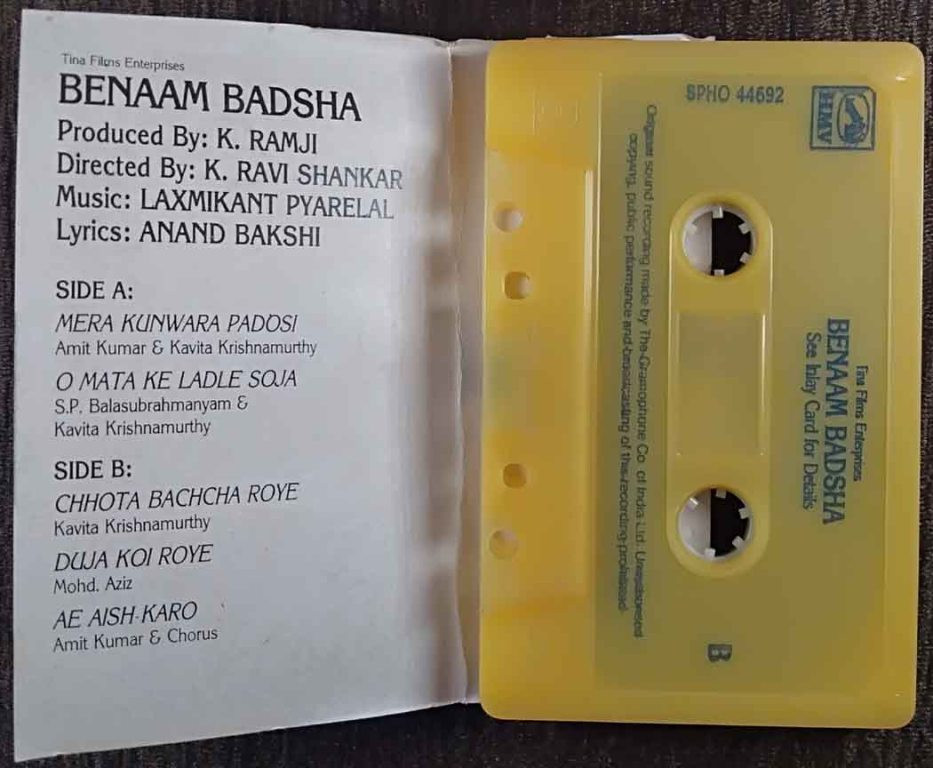 Tina Films Enterprises
BENAAM BADSHA
Produced By: K. RAMJI
Directed By: K. RAVI SHANKAR
Music: LAXMIKANT PYARELAL
Lyrics: ANAND BAKSHI
SIDE A:
MERA KUNWARA PADOSI
Amit Kumar & Kavita Krishnamurthy
O MATA KE LADLE SOJA
S.P. Balasubrahmanyam &
Kavita Krishnamurthy
SIDE B:
CHHOTA BACHCHA ROYE
Kavita Krishnamurthy
DUJA KOI ROYE
Mohd. Aziz
AE AISH-KARO
Amit Kumar & Chorus
SPHO 44692
HMV
Tina Films Enterprises
BENAAM BADSHA
See Inlay Card for Details
Original sound recording made by The Gramophone Co. of India Ltd. Unauthorised
copying, public performance and broadcasting of this recording prohibited
B